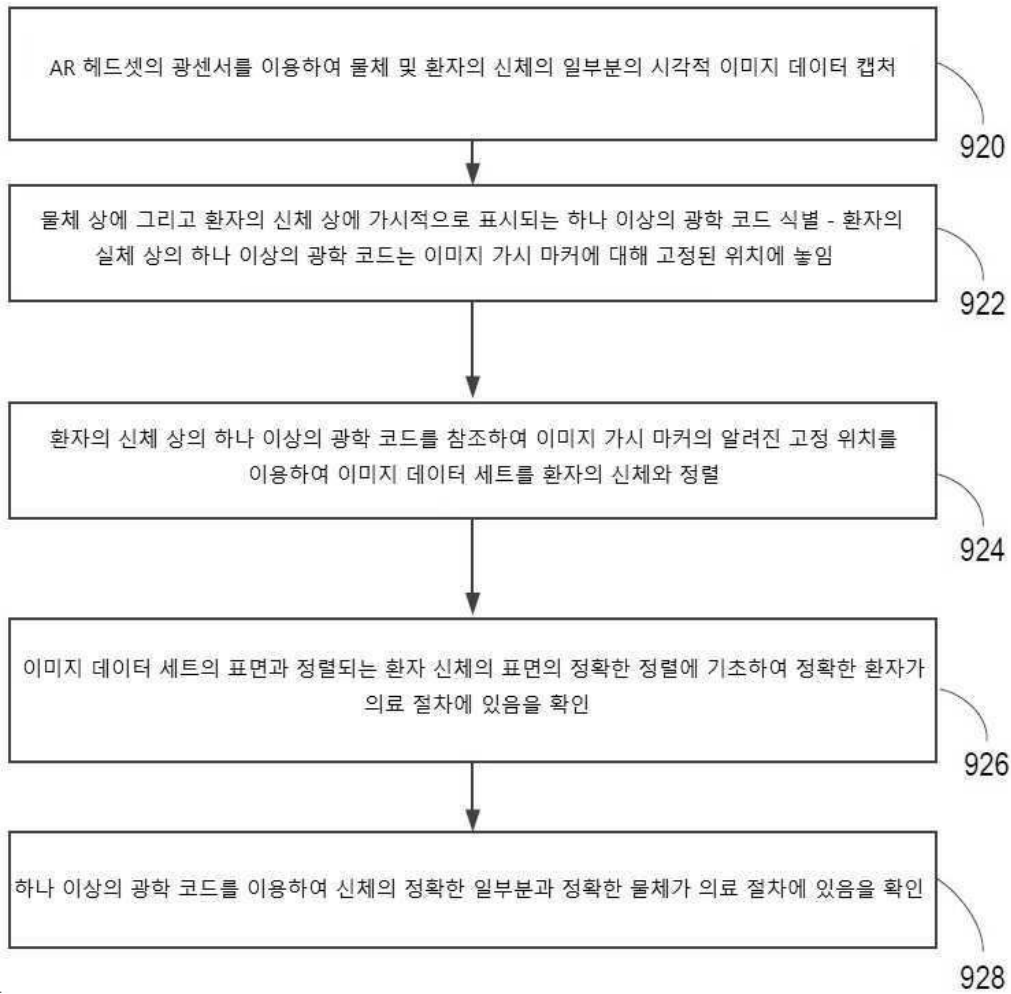 AR 헤드셋의 광센서를 이용하여 물체 및 환자의 신체의 일부분의 시각적 이미지 데이터 캡처
920
물체 상에 그리고 환자의 신체 상에 가시적으로 표시되는 하나 이상의 광학 코드 식별 - 환자의
실체 상의 하나 이상의 광학 코드는 이미지 가시 마커에 대해 고정된 위치에 놓임
922
환자의 신체 상의 하나 이상의 광학 코드를 참조하여 이미지 가시 마커의 알려진 고정 위치를
이용하여 이미지 데이터 세트를 환자의 신체와 정렬
924
이미지 데이터 세트의 표면과 정렬되는 환자 신체의 표면의 정확한 정렬에 기초하여 정확한 환자가
의료 절차에 있음을 확인
926
하나 이상의 광학 코드를 이용하여 신체의 정확한 일부분과 정확한 물체가 의료 절차에 있음을 확인
928